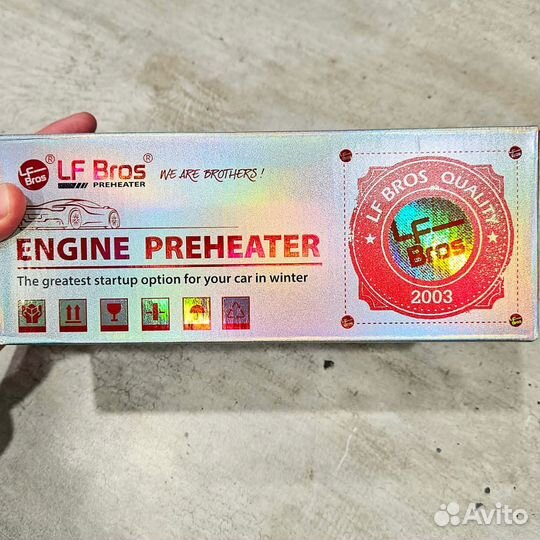 LF Bros
®
LF Bros®
PREHEATER
WE ARE BROTHERS!
ENGINE PREHEATER
The greatest startup option for your car in winter
LF BROS QUALITY
LF Bros
2003
Avito